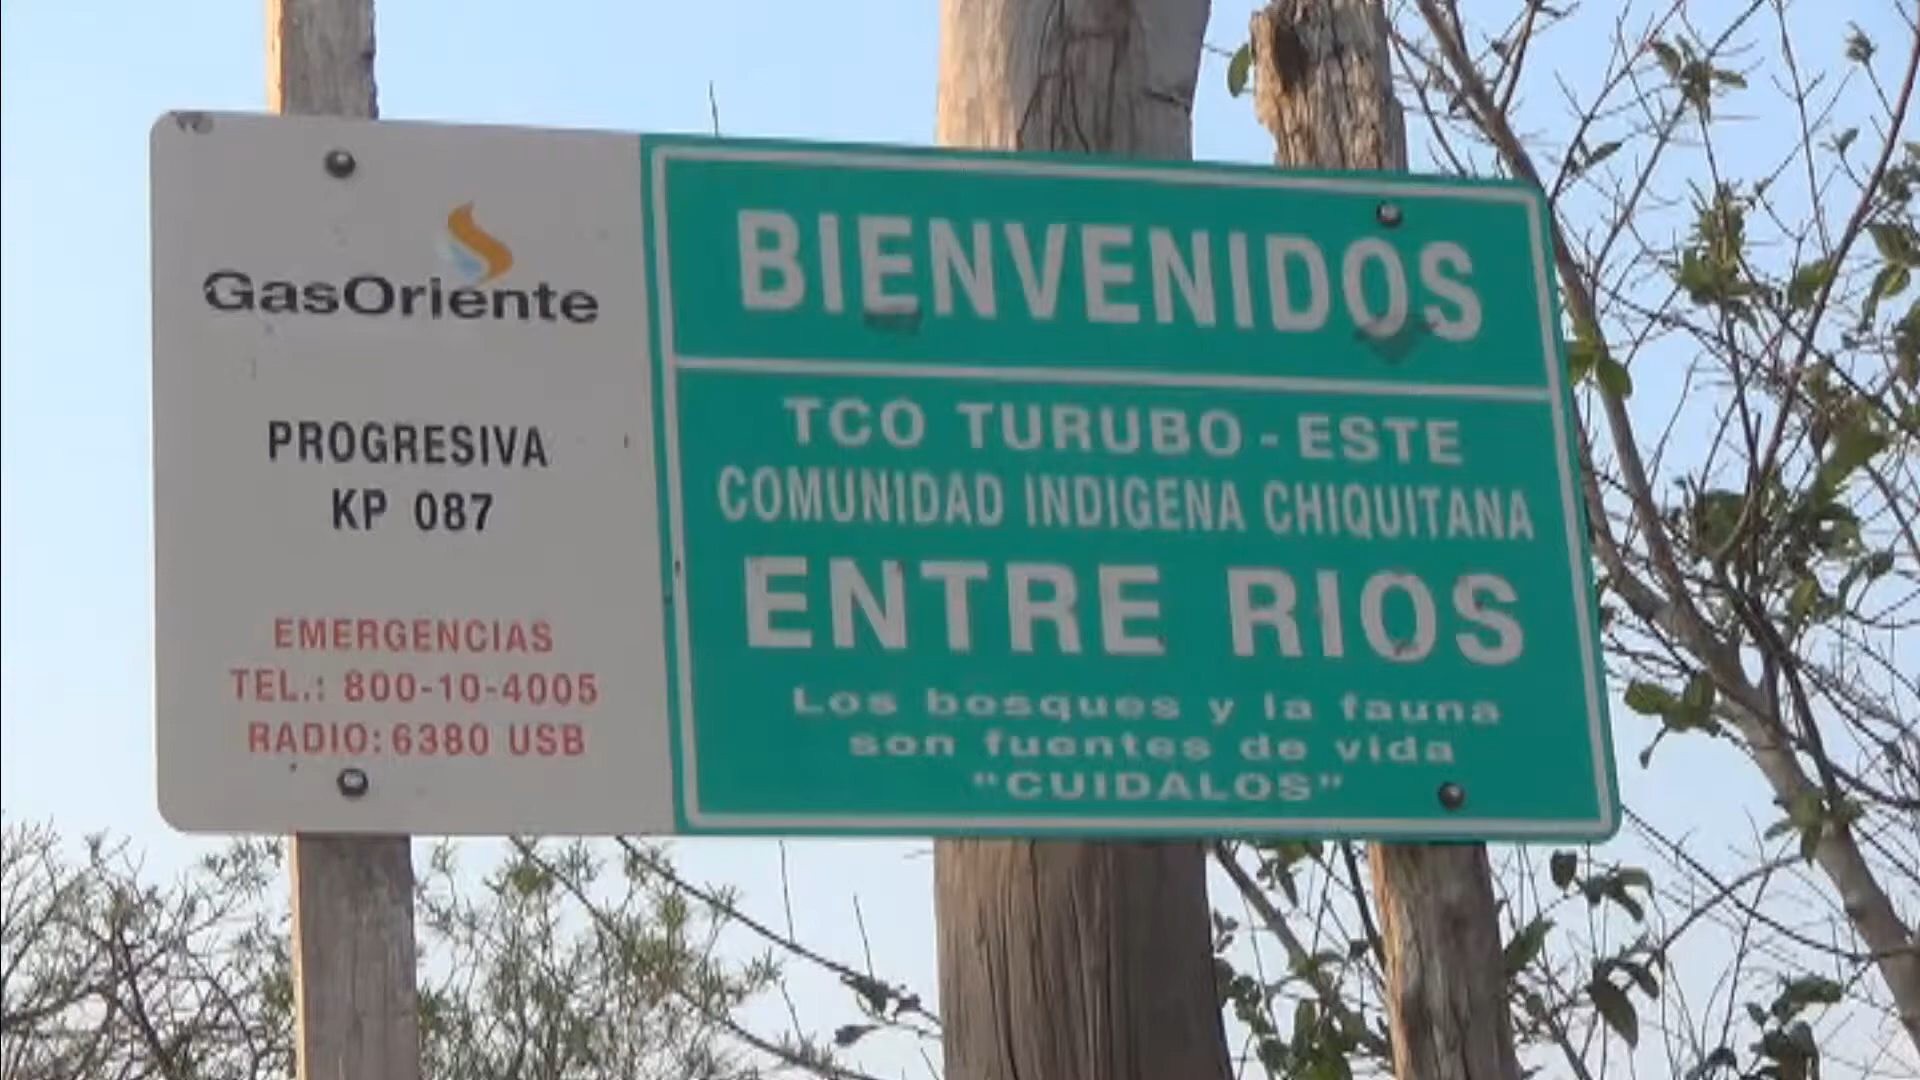 GasOriente
PROGRESIVA
KP 087
EMERGENCIAS
TEL.: 800-10-4005
RADIO: 6380 USB
BIENVENIDOS
TCO TURUBO - ESTE
COMUNIDAD INDIGENA CHIQUITANA
ENTRE RIOS
Los bosques y la fauna
son fuentes de vida
"CUIDALOS"